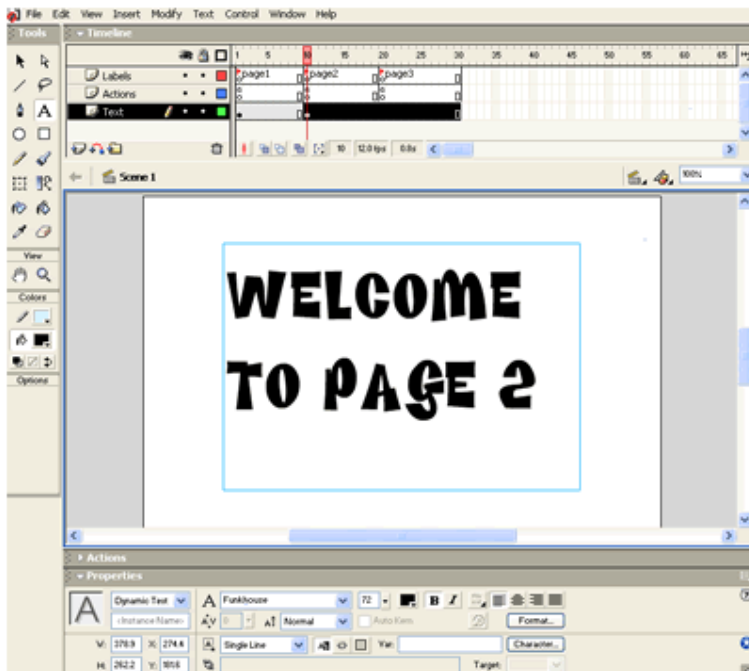 File Edit View Insert Modify Text Control Window Help
Tools
Timeline
1 5 10 15 20 25 30 35 40 45 50 55 60 65
Labels page1 page2 page3
Actions
Text
10 12.0 fps 0.8s
Scene 1
100%
View
Colors
Options
WELCOME
TO PAGE 2
Actions
Properties
A Dynamic Text A Funkhouse 72 B I
<Instance Name> A/V 0 A Normal Auto Kern Format...
W: 378.9 X: 274.4 Single Line Var: Character...
H: 262.2 Y: 181.6 Target: